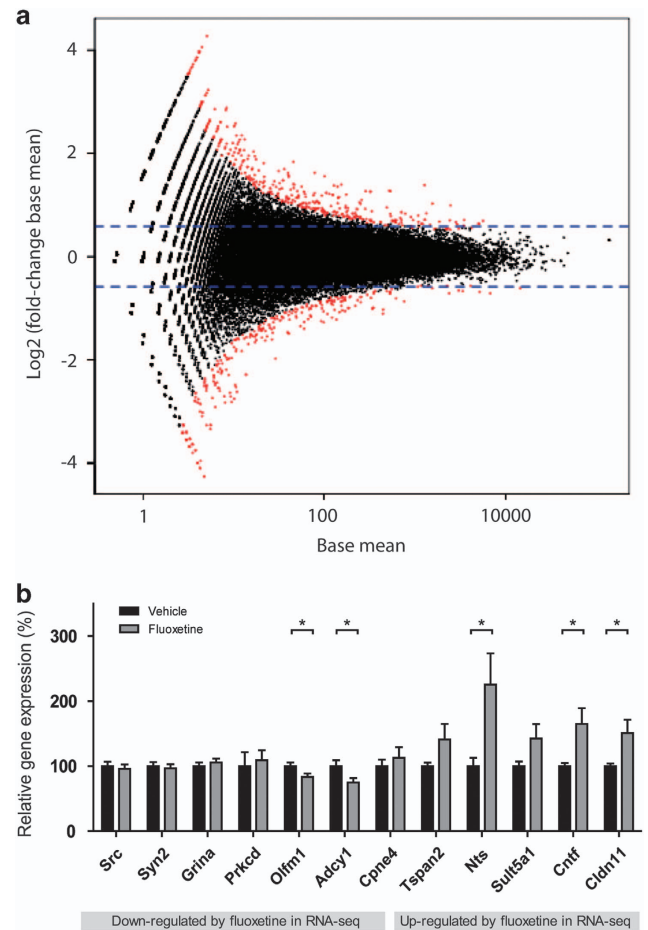 a
4
2
0
-2
-4
Log2 (fold-change base mean)
1 100 10000
Base mean
b
Vehicle
Fluoxetine
* * * * *
300
200
100
0
Relative gene expression (%)
Src Syn2 Grina Prkcd Olfm1 Adcy1 Cpne4 Tspan2 Nts Sult5a1 Cntf Cldn11
Down-regulated by fluoxetine in RNA-seq Up-regulated by fluoxetine in RNA-seq